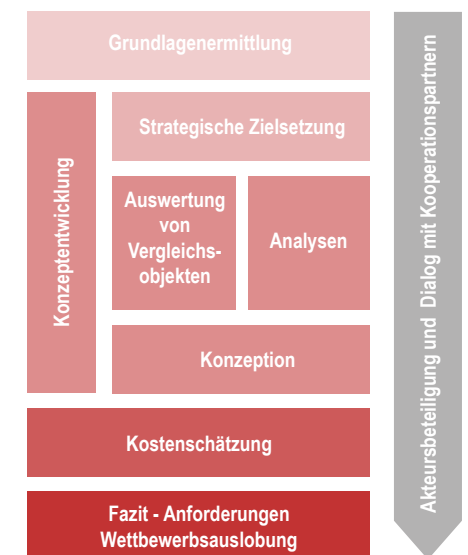 Grundlagenermittlung
Konzeptentwicklung
Strategische Zielsetzung
Auswertung
von
Vergleichs-
objekten
Analysen
Konzeption
Kostenschätzung
Fazit - Anforderungen
Wettbewerbsauslobung
Akteursbeteiligung und Dialog mit Kooperationspartnern